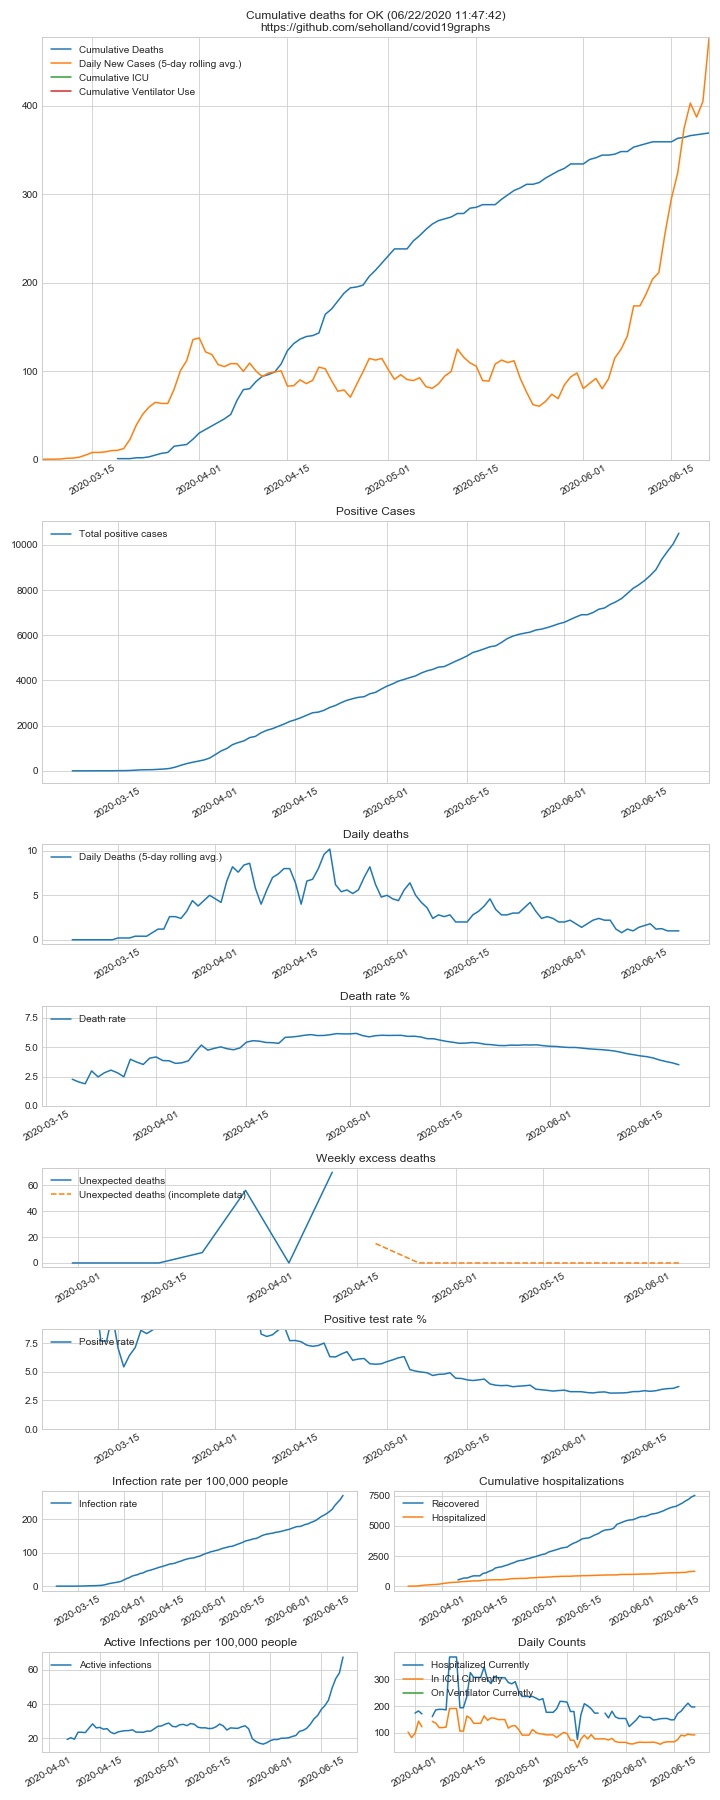 Cumulative deaths for OK (06/22/2020 11:47:42)
https://github.com/seholland/covid19graphs
Cumulative Deaths
Daily New Cases (5-day rolling avg.)
Cumulative ICU
Cumulative Ventilator Use
400
300
200
100
0
2020-03-15 2020-04-01 2020-04-15 2020-05-01 2020-05-15 2020-06-01 2020-06-15
Positive Cases
Total positive cases
10000
8000
6000
4000
2000
0
2020-03-15 2020-04-01 2020-04-15 2020-05-01 2020-05-15 2020-06-01 2020-06-15
Daily deaths
Daily Deaths (5-day rolling avg.)
10
5
0
2020-03-15 2020-04-01 2020-04-15 2020-05-01 2020-05-15 2020-06-01 2020-06-15
Death rate %
Death rate
7.5
5.0
2.5
0.0
2020-03-15 2020-04-01 2020-04-15 2020-05-01 2020-05-15 2020-06-01 2020-06-15
Weekly excess deaths
Unexpected deaths
Unexpected deaths (incomplete data)
60
40
20
0
2020-03-01 2020-03-15 2020-04-01 2020-04-15 2020-05-01 2020-05-15 2020-06-01
Positive test rate %
Positive rate
7.5
5.0
2.5
0.0
2020-03-15 2020-04-01 2020-04-15 2020-05-01 2020-05-15 2020-06-01 2020-06-15
Infection rate per 100,000 people
Infection rate
200
100
0
2020-03-15 2020-04-01 2020-04-15 2020-05-01 2020-05-15 2020-06-01 2020-06-15
Cumulative hospitalizations
Recovered
Hospitalized
7500
5000
2500
0
2020-04-01 2020-04-15 2020-05-01 2020-05-15 2020-06-01 2020-06-15
Active Infections per 100,000 people
Active infections
60
40
20
2020-04-01 2020-04-15 2020-05-01 2020-05-15 2020-06-01 2020-06-15
Daily Counts
Hospitalized Currently
In ICU Currently
On Ventilator Currently
300
200
100
2020-04-01 2020-04-15 2020-05-01 2020-05-15 2020-06-01 2020-06-15